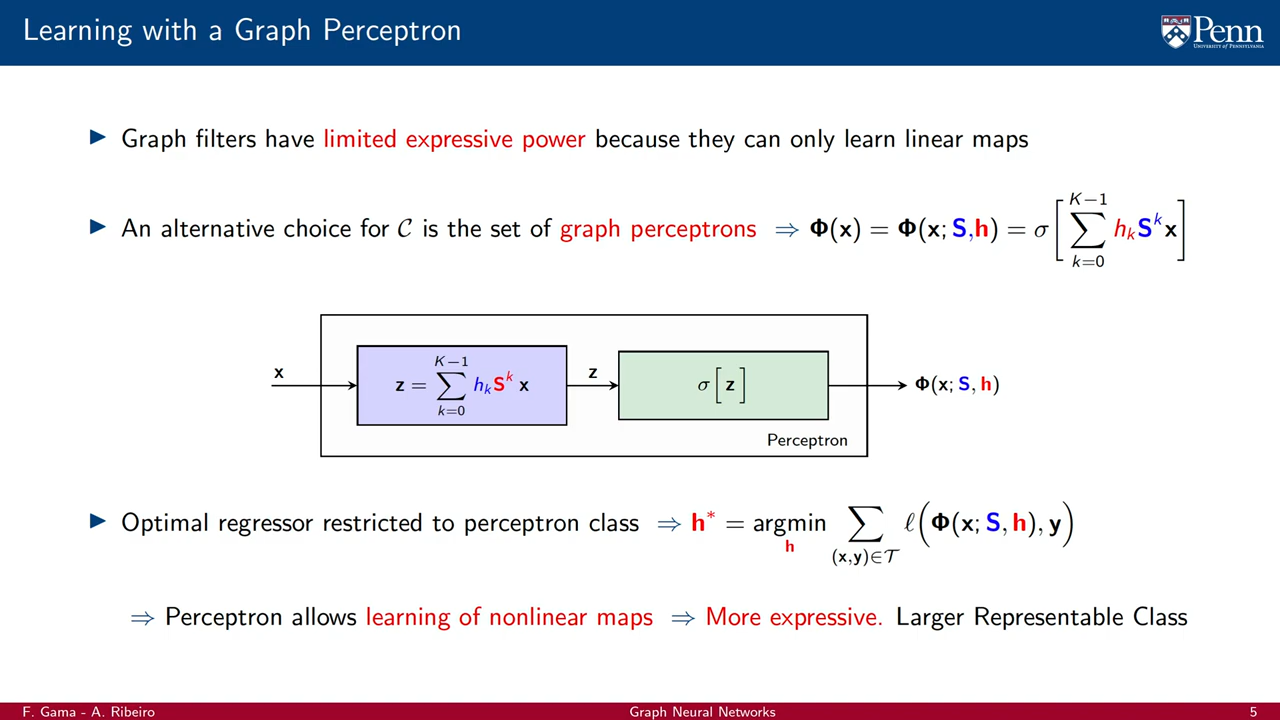 Learning with a Graph Perceptron
Penn
UNIVERSITY of PENNSYLVANIA
▶ Graph filters have limited expressive power because they can only learn linear maps
▶ An alternative choice for 𝒞 is the set of graph perceptrons ⇒ Φ(x) = Φ(x; S,h) = σ[ ∑_{k=0}^{K−1} h_k S^k x ]
x
z = ∑_{k=0}^{K−1} h_k S^k x
z
σ[ z ]
Φ(x; S, h)
Perceptron
▶ Optimal regressor restricted to perceptron class ⇒ h* = argmin_h ∑_{(x,y)∈𝒯} ℓ( Φ(x; S, h), y )
⇒ Perceptron allows learning of nonlinear maps ⇒ More expressive. Larger Representable Class
F. Gama - A. Ribeiro
Graph Neural Networks
5